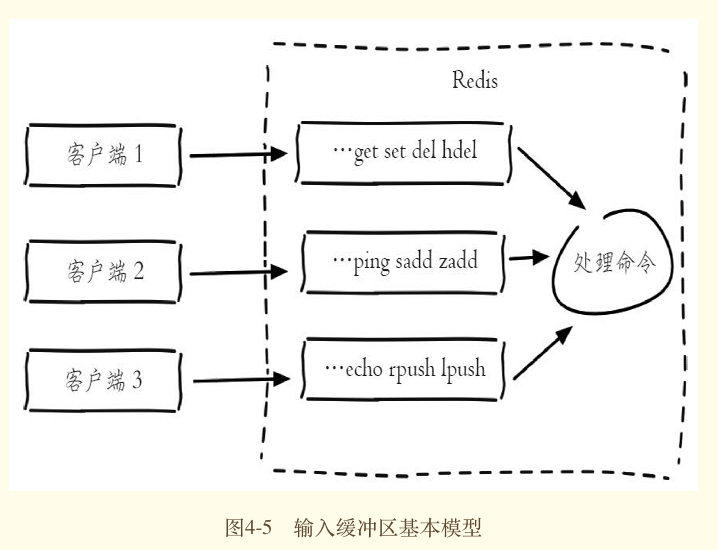 Redis
客户端 1
…get set del hdel
客户端 2
…ping sadd zadd
处理命令
客户端 3
…echo rpush lpush
图4-5 输入缓冲区基本模型